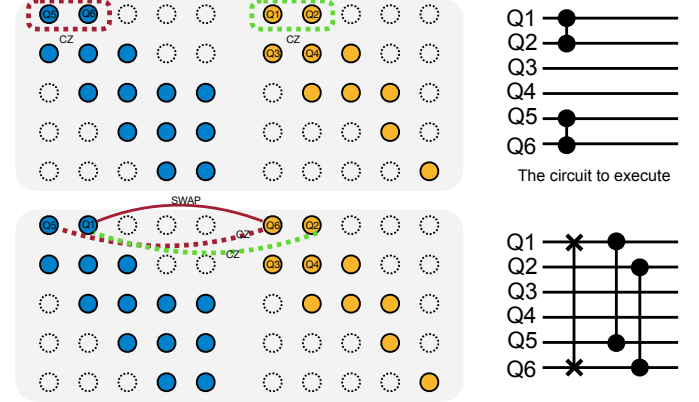 Q5 Q6 Q1 Q2
CZ CZ
Q3 Q4
Q1
Q2
Q3
Q4
Q5
Q6
The circuit to execute
SWAP
Q5 Q1 Q6 Q2
CZ
CZ
Q3 Q4
Q1
Q2
Q3
Q4
Q5
Q6